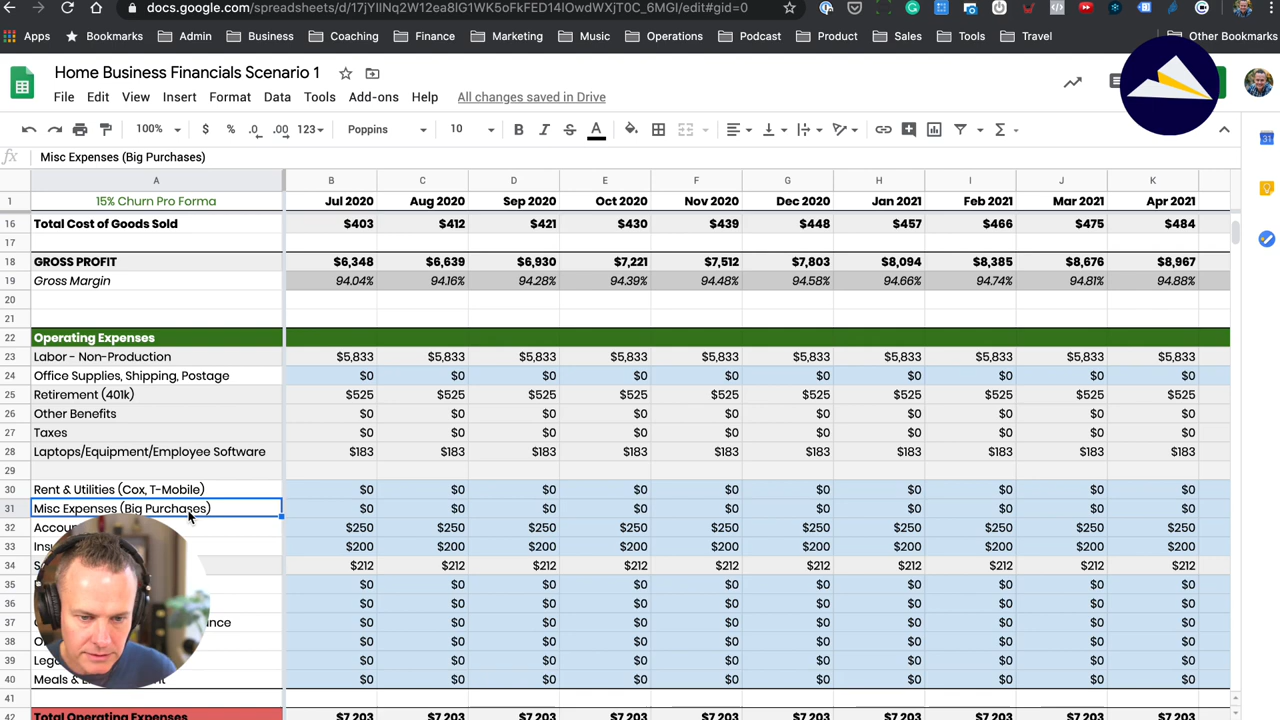 docs.google.com/spreadsheets/d/17jYIINq2W12ea8lG1WK5oFkFED14lOwdWXjT0C_6MGI/edit#gid=0
Apps Bookmarks Admin Business Coaching Finance Marketing Music Operations Podcast Product Sales Tools Travel Other Bookmarks
Home Business Financials Scenario 1
File Edit View Insert Format Data Tools Add-ons Help All changes saved in Drive
100% $ % .0 .00 123 Poppins 10 B I S A
fx Misc Expenses (Big Purchases)
A B C D E F G H I J K
1 15% Churn Pro Forma Jul 2020 Aug 2020 Sep 2020 Oct 2020 Nov 2020 Dec 2020 Jan 2021 Feb 2021 Mar 2021 Apr 2021
16 Total Cost of Goods Sold $403 $412 $421 $430 $439 $448 $457 $466 $475 $484
17
18 GROSS PROFIT $6,348 $6,639 $6,930 $7,221 $7,512 $7,803 $8,094 $8,385 $8,676 $8,967
19 Gross Margin 94.04% 94.16% 94.28% 94.39% 94.48% 94.58% 94.66% 94.74% 94.81% 94.88%
20
21
22 Operating Expenses
23 Labor - Non-Production $5,833 $5,833 $5,833 $5,833 $5,833 $5,833 $5,833 $5,833 $5,833 $5,833
24 Office Supplies, Shipping, Postage $0 $0 $0 $0 $0 $0 $0 $0 $0 $0
25 Retirement (401k) $525 $525 $525 $525 $525 $525 $525 $525 $525 $525
26 Other Benefits $0 $0 $0 $0 $0 $0 $0 $0 $0 $0
27 Taxes $0 $0 $0 $0 $0 $0 $0 $0 $0 $0
28 Laptops/Equipment/Employee Software $183 $183 $183 $183 $183 $183 $183 $183 $183 $183
29
30 Rent & Utilities (Cox, T-Mobile) $0 $0 $0 $0 $0 $0 $0 $0 $0 $0
31 Misc Expenses (Big Purchases) $0 $0 $0 $0 $0 $0 $0 $0 $0 $0
32 $250 $250 $250 $250 $250 $250 $250 $250 $250 $250
33 $200 $200 $200 $200 $200 $200 $200 $200 $200 $200
34 $212 $212 $212 $212 $212 $212 $212 $212 $212 $212
35 $0 $0 $0 $0 $0 $0 $0 $0 $0 $0
36 $0 $0 $0 $0 $0 $0 $0 $0 $0 $0
37 $0 $0 $0 $0 $0 $0 $0 $0 $0 $0
38 $0 $0 $0 $0 $0 $0 $0 $0 $0 $0
39 $0 $0 $0 $0 $0 $0 $0 $0 $0 $0
40 Meals & $0 $0 $0 $0 $0 $0 $0 $0 $0 $0
41
42 Total Operating Expenses $7,203 $7,203 $7,203 $7,203 $7,203 $7,203 $7,203 $7,203 $7,203 $7,203